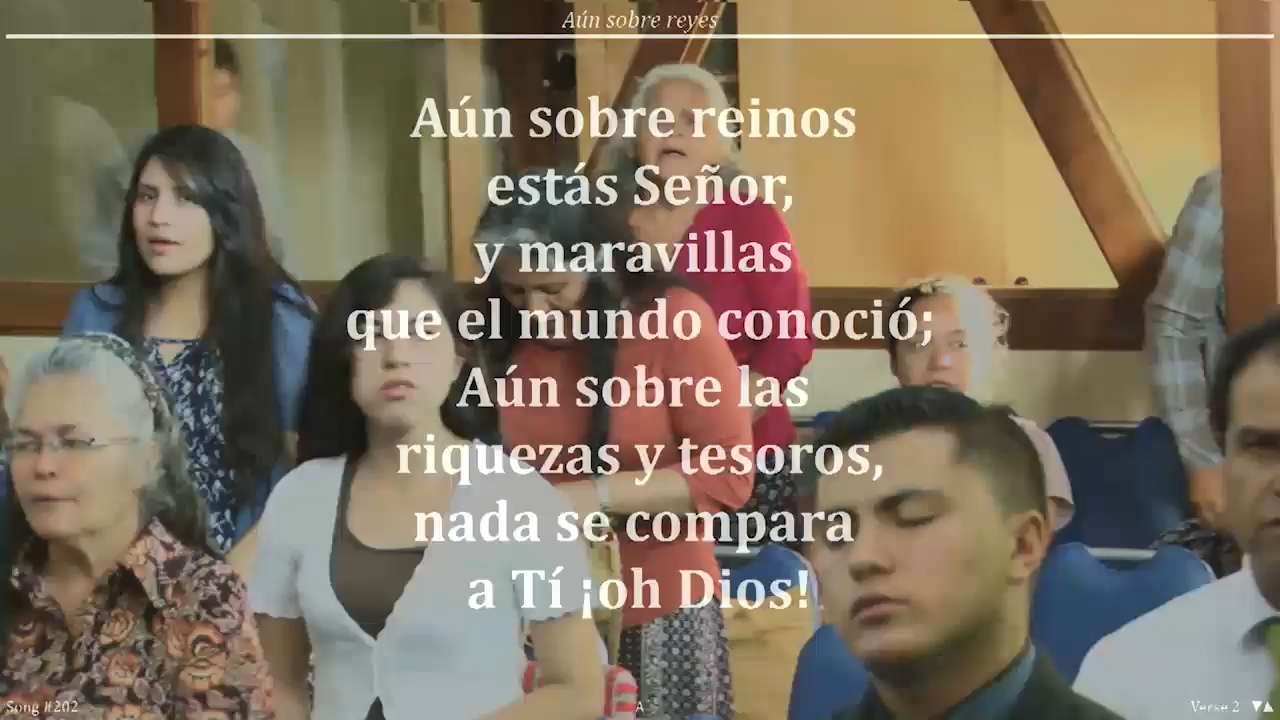 Aún sobre reyes
Aún sobre reinos
estás Señor,
y maravillas
que el mundo conoció;
Aún sobre las
riquezas y tesoros,
nada se compara
a Tí ¡oh Dios!
Song #202
A
Verse 2 ▼▲